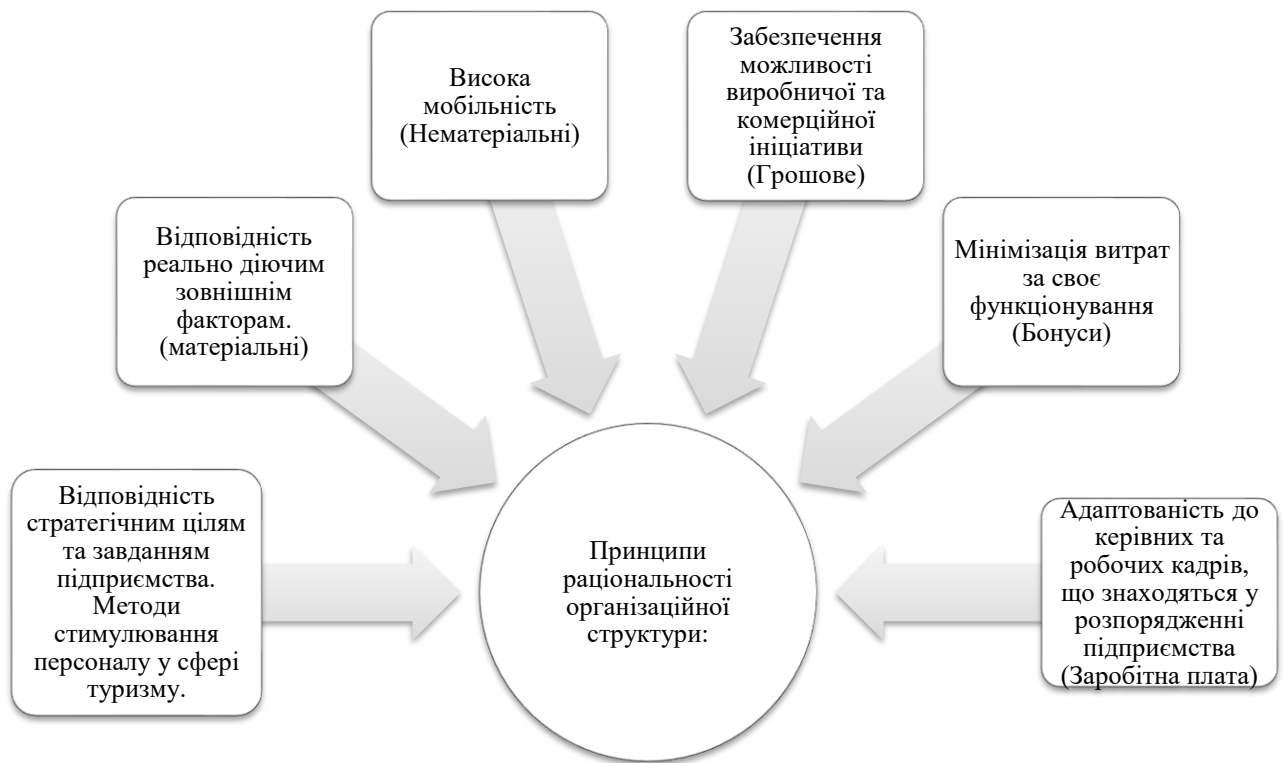 Відповідність
стратегічним цілям
та завданням
підприємства.
Методи
стимулювання
персоналу у сфері
туризму.
Відповідність
реально діючим
зовнішнім
факторам.
(матеріальні)
Висока
мобільність
(Нематеріальні)
Забезпечення
можливості
виробничої та
комерційної
ініціативи
(Грошове)
Мінімізація витрат
за своє
функціонування
(Бонуси)
Адаптованість до
керівних та
робочих кадрів,
що знаходяться у
розпорядженні
підприємства
(Заробітна плата)
Принципи
раціональності
організаційної
структури: